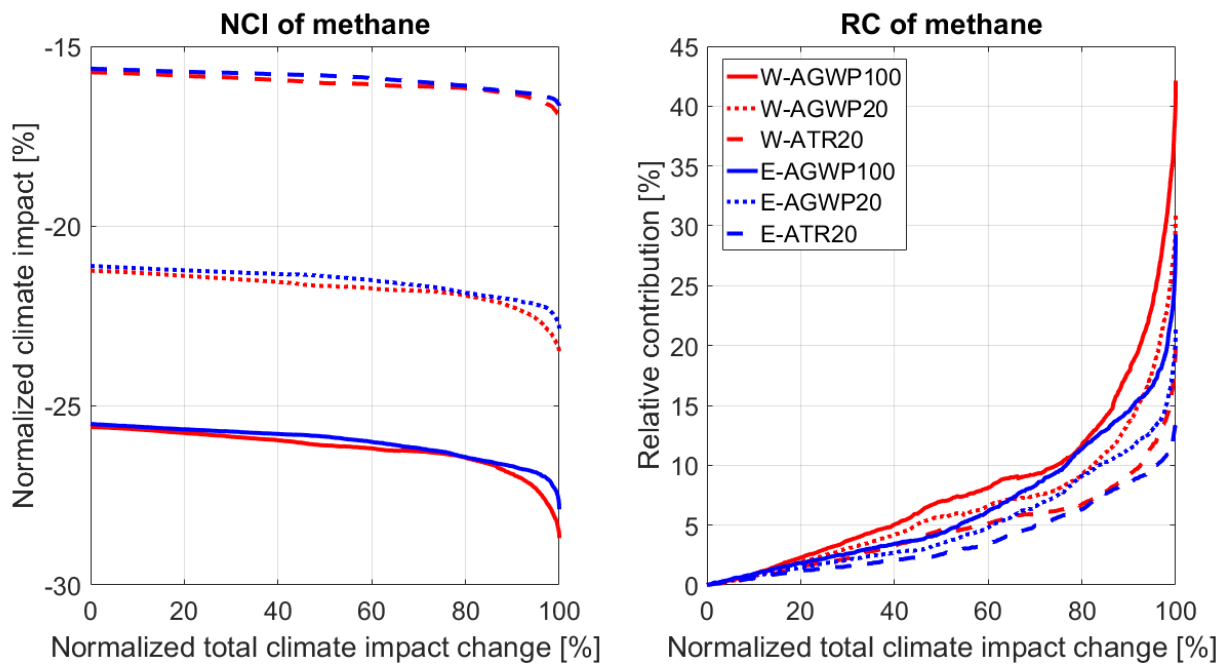 NCI of methane
-15
-20
-25
-30
Normalized climate impact [%]
0 20 40 60 80 100
Normalized total climate impact change [%]
RC of methane
45
40
35
30
25
20
15
10
5
0
Relative contribution [%]
W-AGWP100
W-AGWP20
W-ATR20
E-AGWP100
E-AGWP20
E-ATR20
0 20 40 60 80 100
Normalized total climate impact change [%]